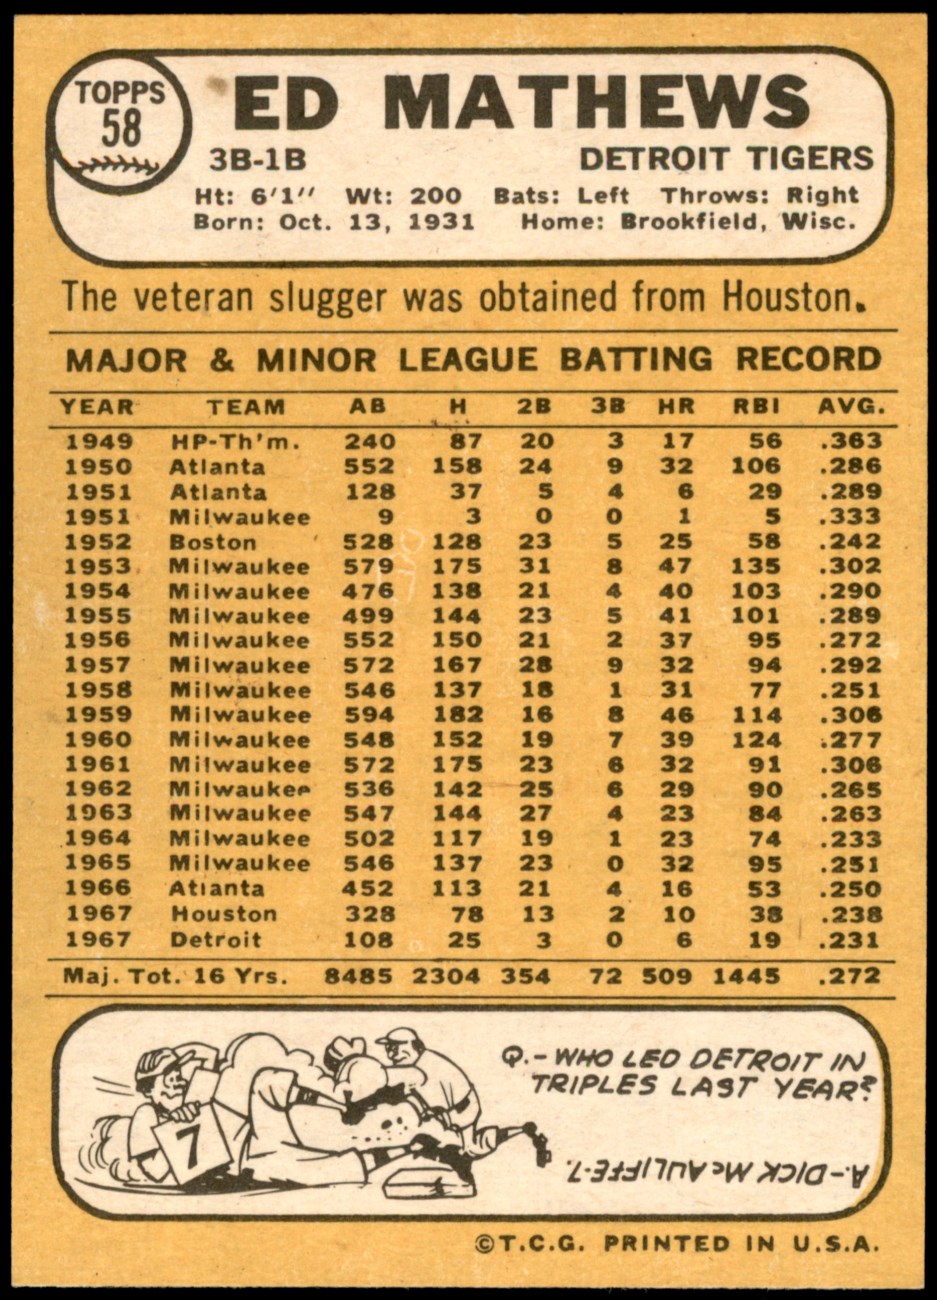 TOPPS
58
ED MATHEWS
3B-1B DETROIT TIGERS
Ht: 6'1" Wt: 200 Bats: Left Throws: Right
Born: Oct. 13, 1931 Home: Brookfield, Wisc.
The veteran slugger was obtained from Houston.
MAJOR & MINOR LEAGUE BATTING RECORD
YEAR TEAM AB H 2B 3B HR RBI AVG.
1949 HP-Th'm. 240 87 20 3 17 56 .363
1950 Atlanta 552 158 24 9 32 106 .286
1951 Atlanta 128 37 5 4 6 29 .289
1951 Milwaukee 9 3 0 0 1 5 .333
1952 Boston 528 128 23 5 25 58 .242
1953 Milwaukee 579 175 31 8 47 135 .302
1954 Milwaukee 476 138 21 4 40 103 .290
1955 Milwaukee 499 144 23 5 41 101 .289
1956 Milwaukee 552 150 21 2 37 95 .272
1957 Milwaukee 572 167 28 9 32 94 .292
1958 Milwaukee 546 137 18 1 31 77 .251
1959 Milwaukee 594 182 16 8 46 114 .306
1960 Milwaukee 548 152 19 7 39 124 .277
1961 Milwaukee 572 175 23 6 32 91 .306
1962 Milwaukee 536 142 25 6 29 90 .265
1963 Milwaukee 547 144 27 4 23 84 .263
1964 Milwaukee 502 117 19 1 23 74 .233
1965 Milwaukee 546 137 23 0 32 95 .251
1966 Atlanta 452 113 21 4 16 53 .250
1967 Houston 328 78 13 2 10 38 .238
1967 Detroit 108 25 3 0 6 19 .231
Maj. Tot. 16 Yrs. 8485 2304 354 72 509 1445 .272
Q.-WHO LED DETROIT IN
TRIPLES LAST YEAR?
7
A.-DICK McAULIFFE-7.
©T.C.G. PRINTED IN U.S.A.